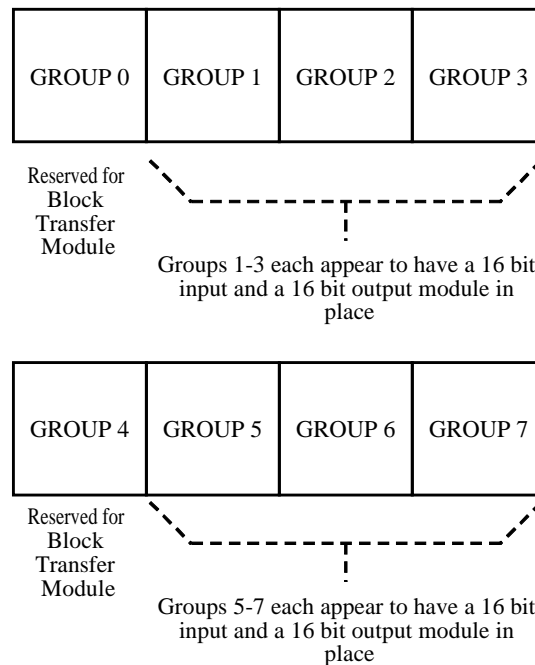 GROUP 0 GROUP 1 GROUP 2 GROUP 3
Reserved for
Block
Transfer
Module
Groups 1-3 each appear to have a 16 bit
input and a 16 bit output module in
place
GROUP 4 GROUP 5 GROUP 6 GROUP 7
Reserved for
Block
Transfer
Module
Groups 5-7 each appear to have a 16 bit
input and a 16 bit output module in
place